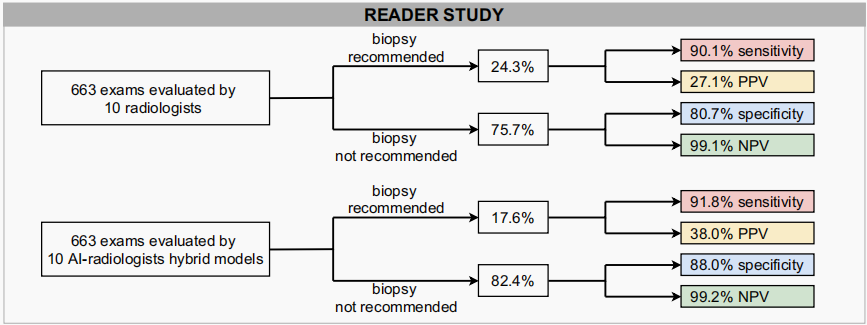 READER STUDY
663 exams evaluated by
10 radiologists
biopsy
recommended
24.3%
90.1% sensitivity
27.1% PPV
biopsy
not recommended
75.7%
80.7% specificity
99.1% NPV
663 exams evaluated by
10 AI-radiologists hybrid models
biopsy
recommended
17.6%
91.8% sensitivity
38.0% PPV
biopsy
not recommended
82.4%
88.0% specificity
99.2% NPV